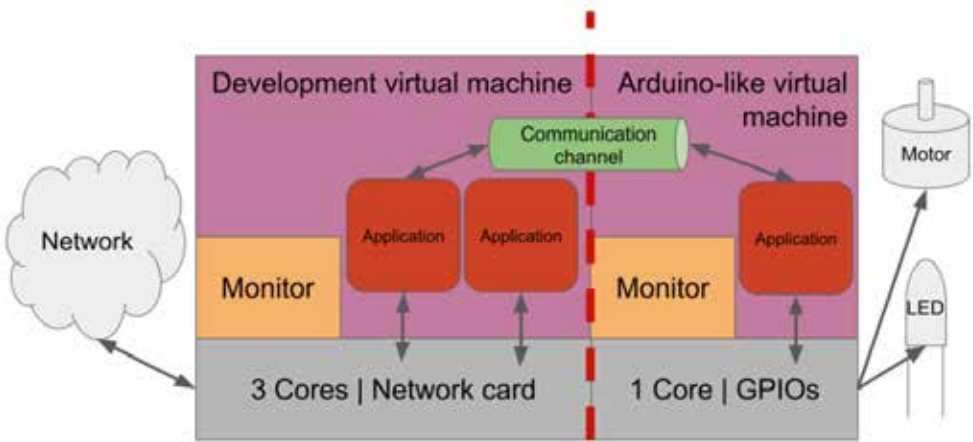 Development virtual machine
Arduino-like virtual
machine
Communication
channel
Motor
Network
Application
Application
Application
Monitor
Monitor
LED
3 Cores | Network card
1 Core | GPIOs